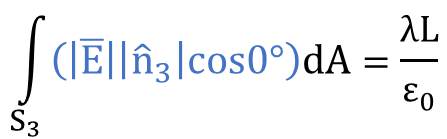 ∫_{S₃} (|E̅||n̂₃|cos0°)dA = λL/ε₀